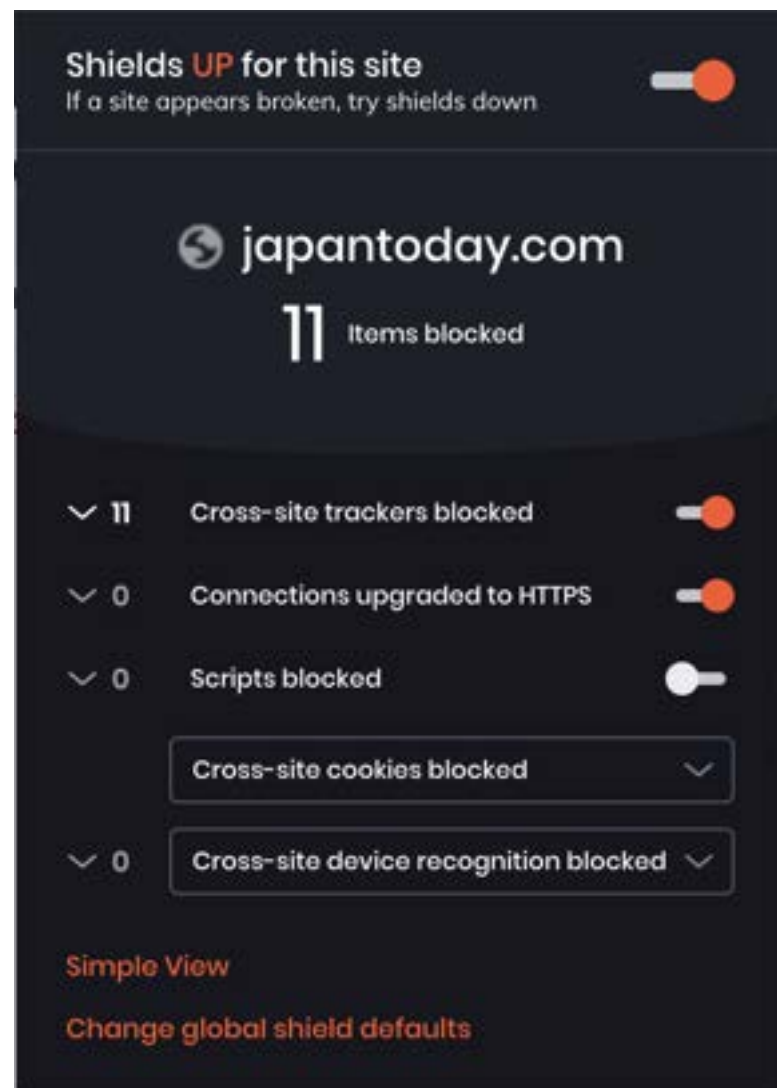 Shields UP for this site
If a site appears broken, try shields down
japantoday.com
11 Items blocked
11 Cross-site trackers blocked
0 Connections upgraded to HTTPS
0 Scripts blocked
Cross-site cookies blocked
0 Cross-site device recognition blocked
Simple View
Change global shield defaults